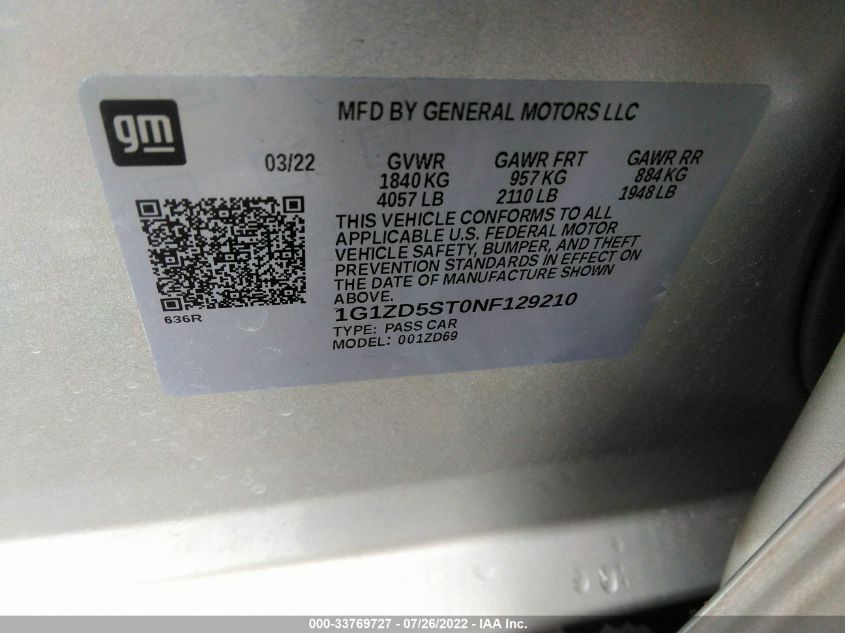 gm
MFD BY GENERAL MOTORS LLC
03/22 GVWR GAWR FRT GAWR RR
1840 KG 957 KG 884 KG
4057 LB 2110 LB 1948 LB
THIS VEHICLE CONFORMS TO ALL
APPLICABLE U.S. FEDERAL MOTOR
VEHICLE SAFETY, BUMPER, AND THEFT
PREVENTION STANDARDS IN EFFECT ON
THE DATE OF MANUFACTURE SHOWN
ABOVE.
636R
1G1ZD5ST0NF129210
TYPE: PASS CAR
MODEL: 001ZD69
000-33769727 - 07/26/2022 - IAA Inc.